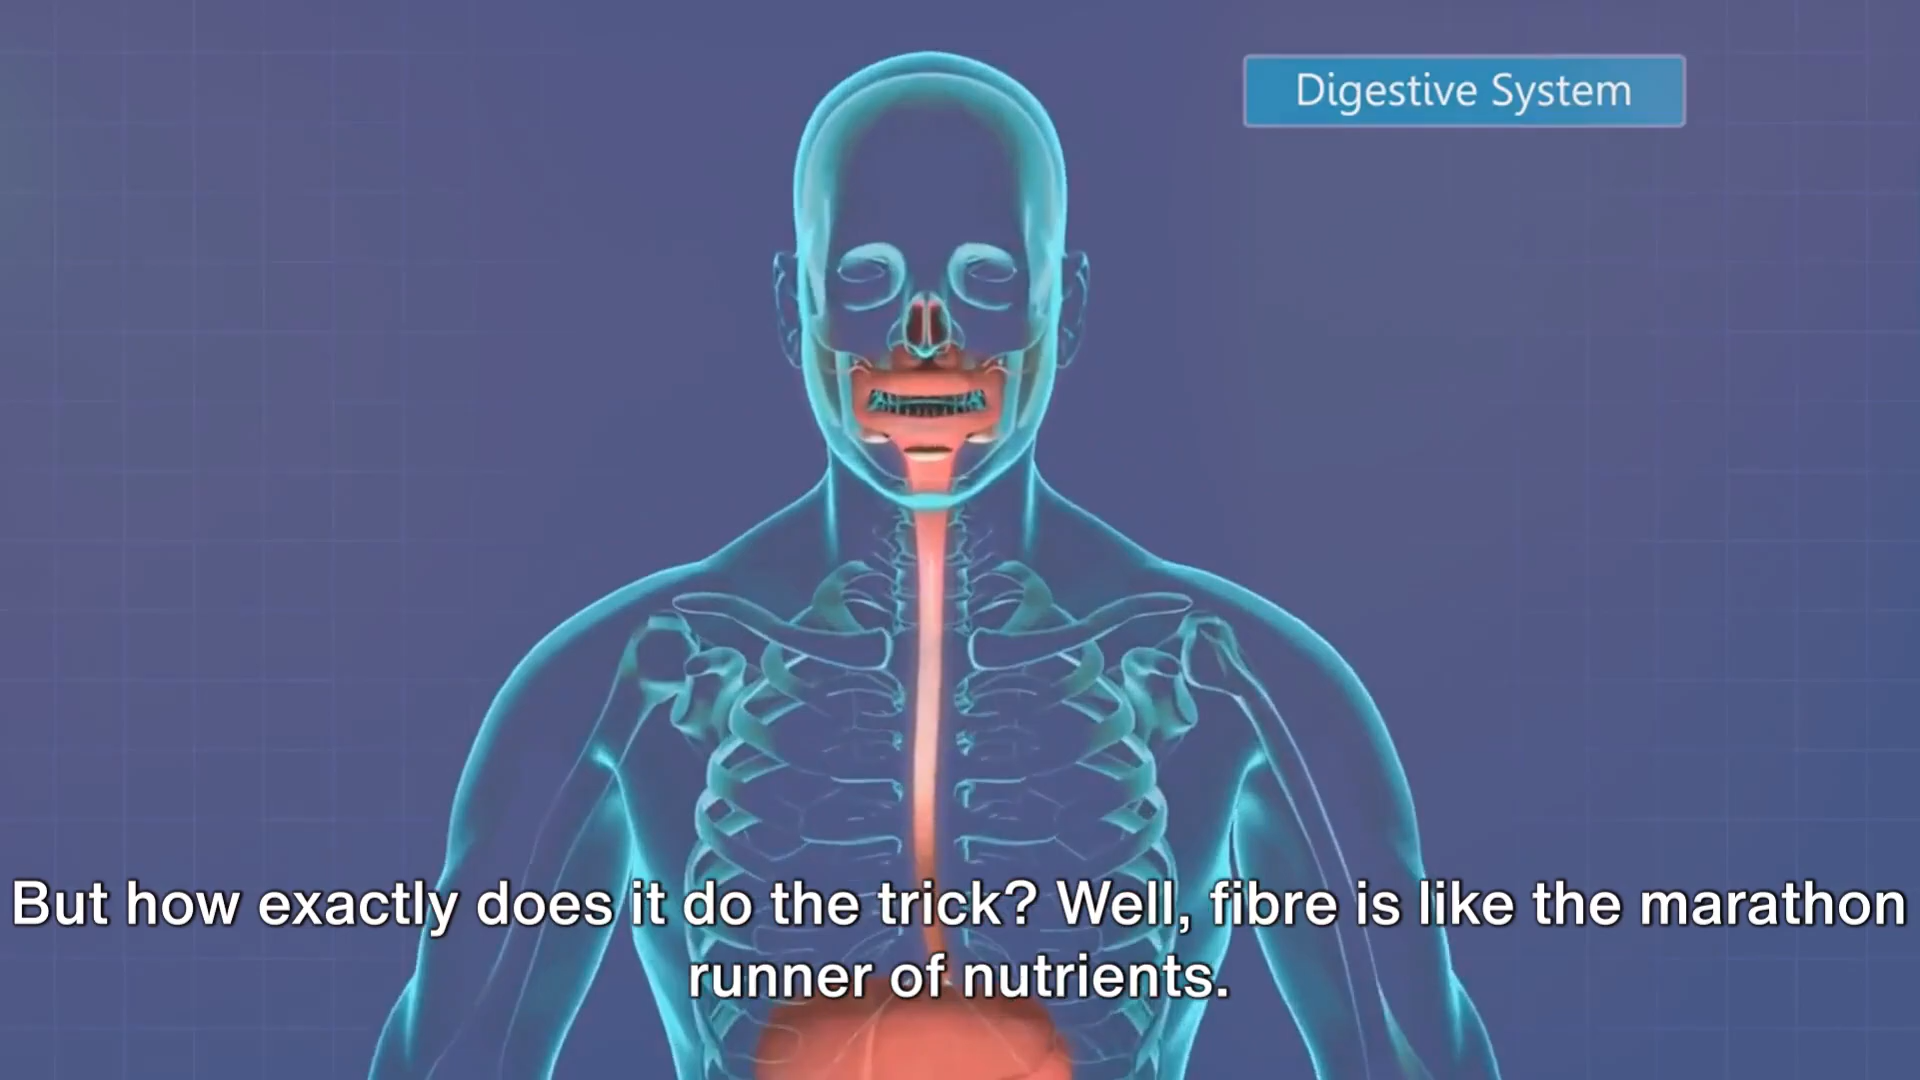 Digestive System
But how exactly does it do the trick? Well, fibre is like the marathon
runner of nutrients.